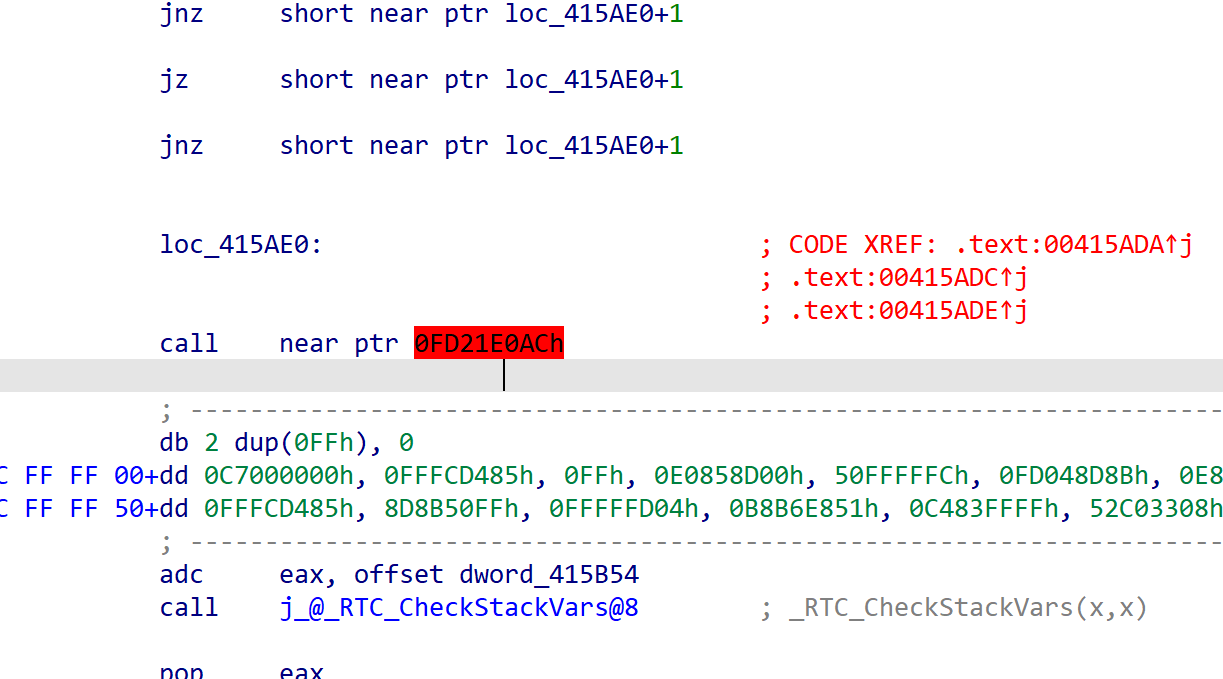 jnz short near ptr loc_415AE0+1
jz short near ptr loc_415AE0+1
jnz short near ptr loc_415AE0+1
loc_415AE0: ; CODE XREF: .text:00415ADA↑j
; .text:00415ADC↑j
; .text:00415ADE↑j
call near ptr 0FD21E0ACh
; ---------------------------------------------------------------------
db 2 dup(0FFh), 0
C FF FF 00+dd 0C7000000h, 0FFFCD485h, 0FFh, 0E0858D00h, 50FFFFFCh, 0FD048D8Bh, 0E8
C FF FF 50+dd 0FFFCD485h, 8D8B50FFh, 0FFFFFD04h, 0B8B6E851h, 0C483FFFFh, 52C03308h
; ---------------------------------------------------------------------
adc eax, offset dword_415B54
call j_@_RTC_CheckStackVars@8 ; _RTC_CheckStackVars(x,x)
pop eax